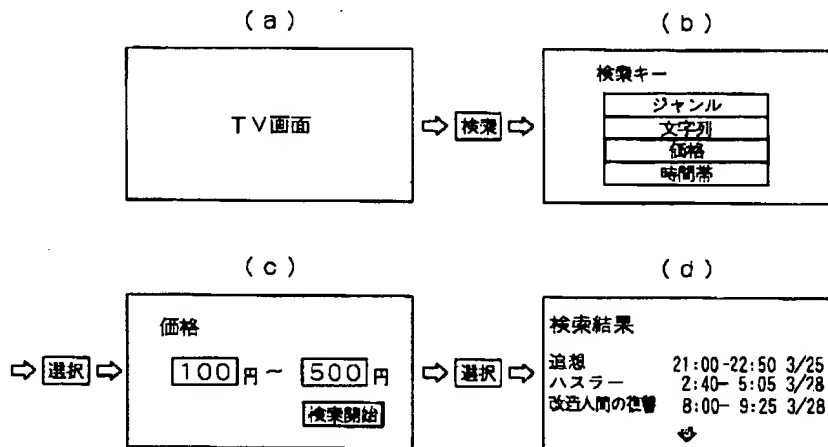 (a)
TV画面
検索
(b)
検索キー
ジャンル
文字列
価格
時間帯
選択
(c)
価格
100円~500円
検索開始
選択
(d)
検索結果
追想 21:00-22:50 3/25
ハスラー 2:40-5:05 3/28
改造人間の復讐 8:00-9:25 3/28